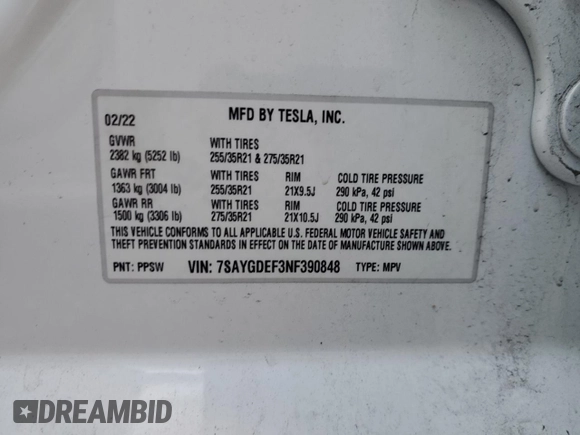 02/22 MFD BY TESLA, INC.
GVWR WITH TIRES
2382 kg (5252 lb) 255/35R21 & 275/35R21
GAWR FRT WITH TIRES RIM COLD TIRE PRESSURE
1363 kg (3004 lb) 255/35R21 21X9.5J 290 kPa, 42 psi
GAWR RR WITH TIRES RIM COLD TIRE PRESSURE
1500 kg (3306 lb) 275/35R21 21X10.5J 290 kPa, 42 psi
THIS VEHICLE CONFORMS TO ALL APPLICABLE U.S. FEDERAL MOTOR VEHICLE SAFETY AND
THEFT PREVENTION STANDARDS IN EFFECT ON THE DATE OF MANUFACTURE SHOWN ABOVE.
PNT: PPSW VIN: 7SAYGDEF3NF390848 TYPE: MPV
DREAMBID